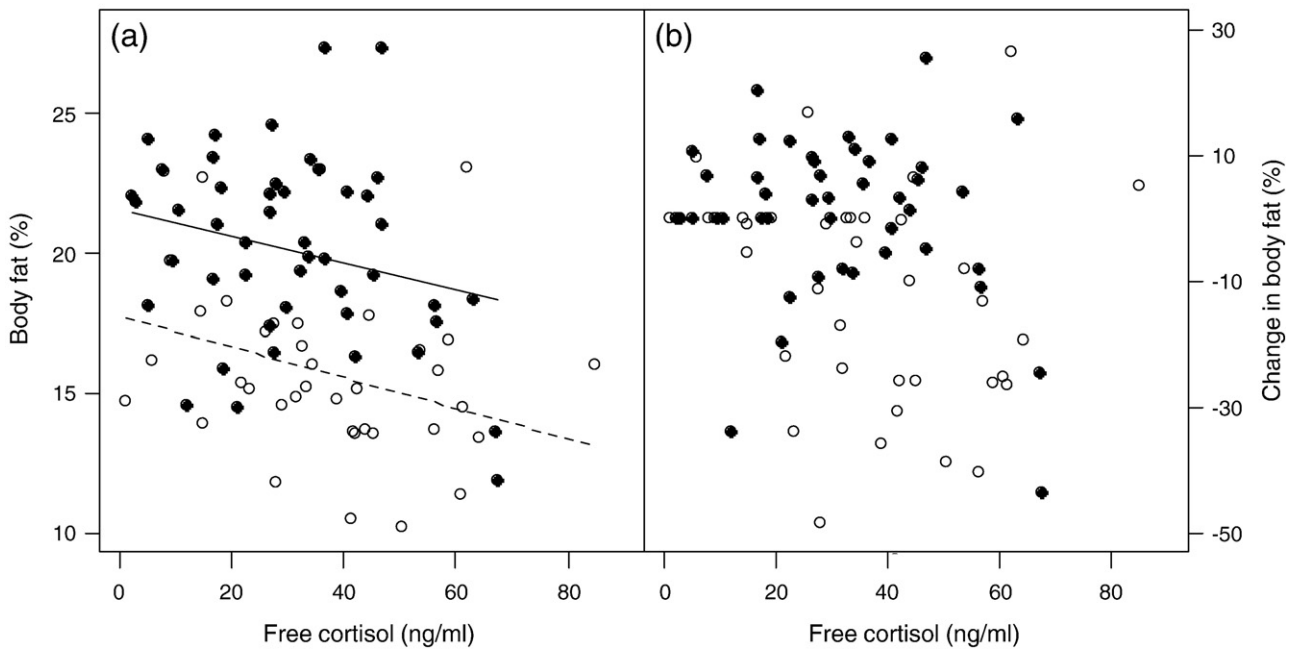 (a)
Body fat (%)
25
20
15
10
0 20 40 60 80
Free cortisol (ng/ml)
(b)
30
10
-10
-30
-50
Change in body fat (%)
0 20 40 60 80
Free cortisol (ng/ml)